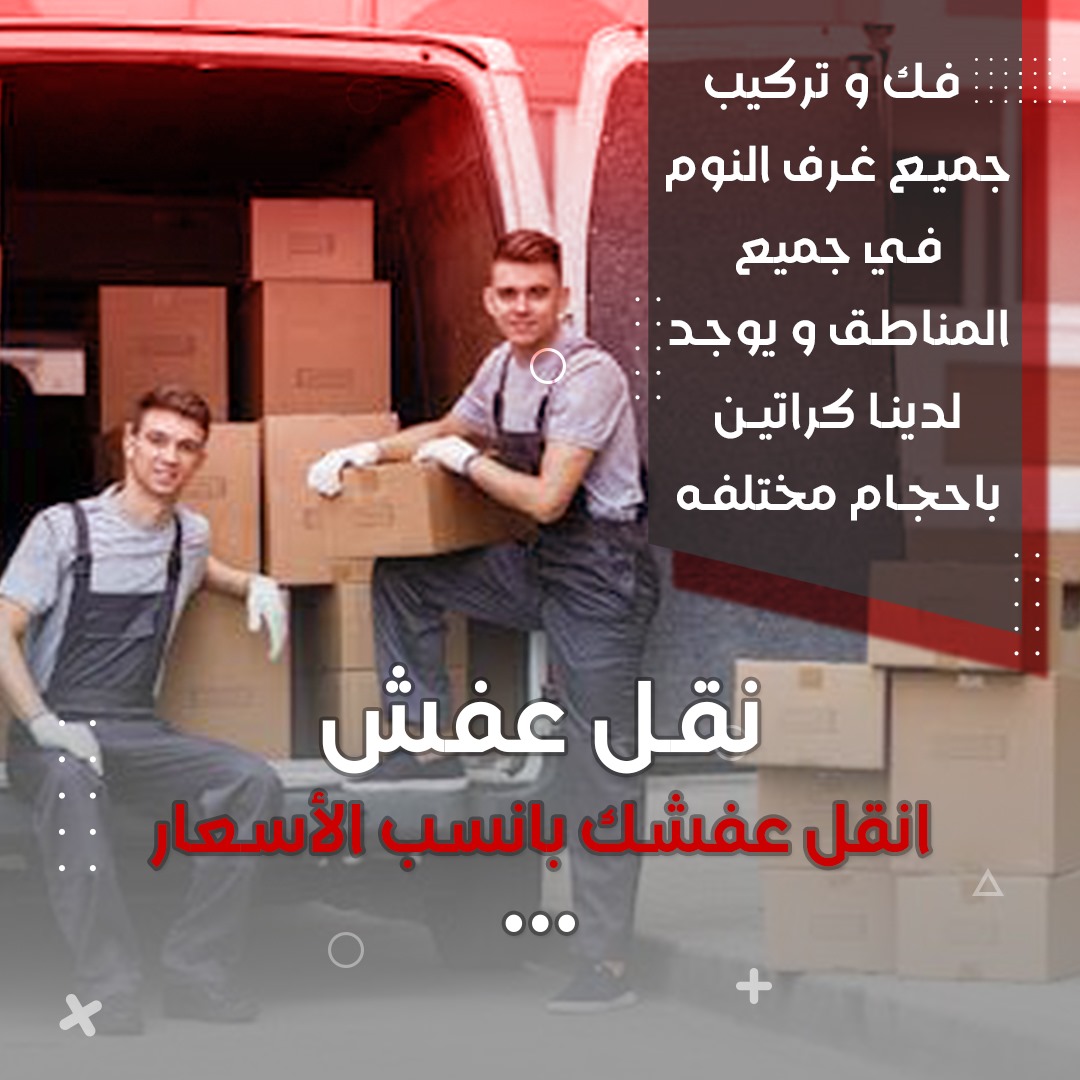 فك و تركيب
جميع غرف النوم
في جميع
المناطق و يوجد
لدينا كراتين
باحجام مختلفه
نقل عفش
انقل عفشك بانسب الأسعار
...